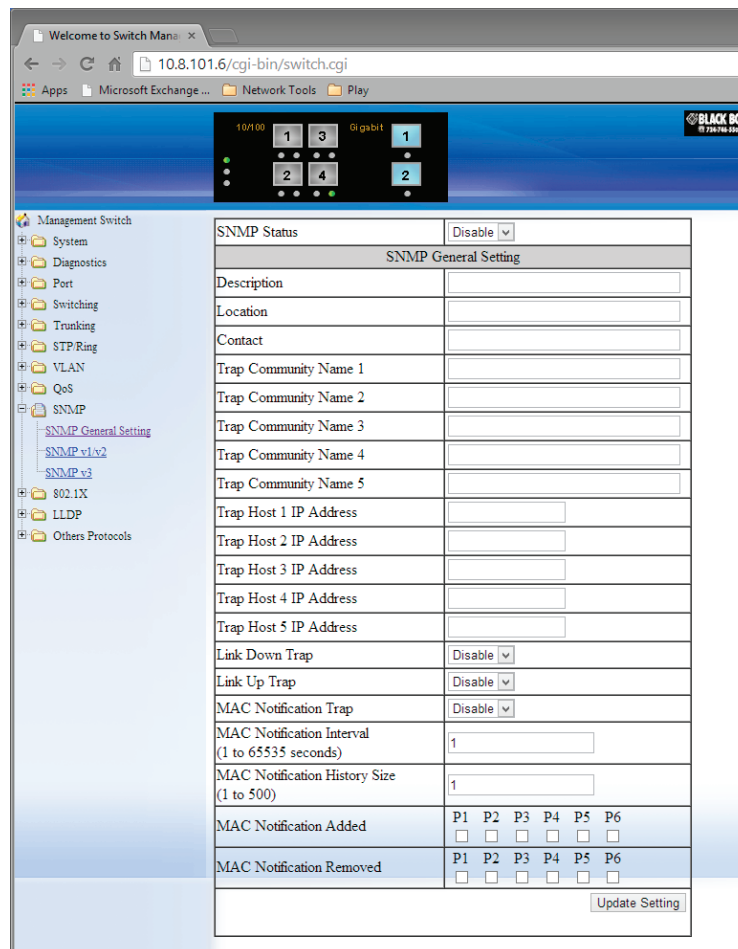 Welcome to Switch Mana
10.8.101.6/cgi-bin/switch.cgi
Apps Microsoft Exchange ... Network Tools Play
10/100 1 3 Gigabit 1
2 4 2
BLACK BO
Management Switch
System
Diagnostics
Port
Switching
Trunking
STP/Ring
VLAN
QoS
SNMP
SNMP General Setting
SNMP v1/v2
SNMP v3
802.1X
LLDP
Others Protocols
SNMP Status Disable
SNMP General Setting
Description
Location
Contact
Trap Community Name 1
Trap Community Name 2
Trap Community Name 3
Trap Community Name 4
Trap Community Name 5
Trap Host 1 IP Address
Trap Host 2 IP Address
Trap Host 3 IP Address
Trap Host 4 IP Address
Trap Host 5 IP Address
Link Down Trap Disable
Link Up Trap Disable
MAC Notification Trap Disable
MAC Notification Interval
(1 to 65535 seconds) 1
MAC Notification History Size
(1 to 500) 1
MAC Notification Added P1 P2 P3 P4 P5 P6
MAC Notification Removed P1 P2 P3 P4 P5 P6
Update Setting